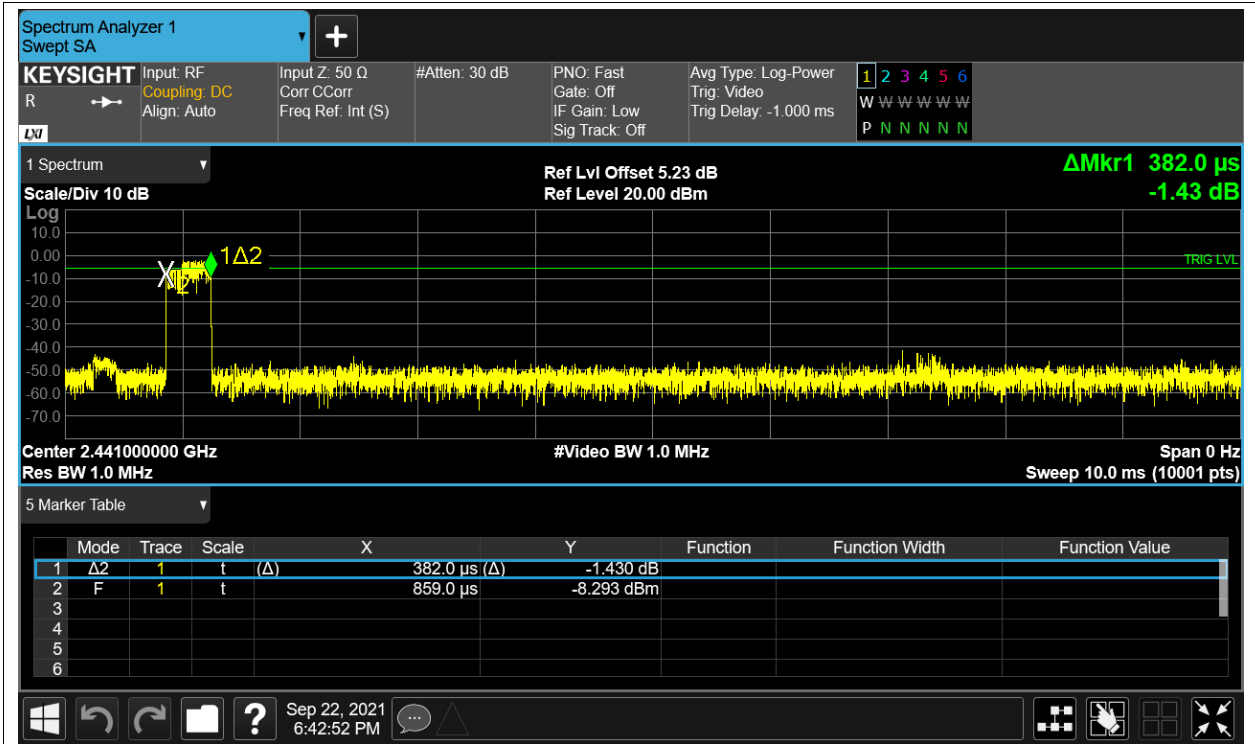 Spectrum Analyzer 1
Swept SA
KEYSIGHT
R
LXI
Input: RF
Coupling: DC
Align: Auto
Input Z: 50 Ω
Corr CCorr
Freq Ref: Int (S)
#Atten: 30 dB
PNO: Fast
Gate: Off
IF Gain: Low
Sig Track: Off
Avg Type: Log-Power
Trig: Video
Trig Delay: -1.000 ms
1 2 3 4 5 6
W W W W W W
P N N N N N
1 Spectrum
Scale/Div 10 dB
Ref Lvl Offset 5.23 dB
Ref Level 20.00 dBm
ΔMkr1 382.0 µs
-1.43 dB
Log
10.0
0.00
-10.0
-20.0
-30.0
-40.0
-50.0
-60.0
-70.0
1Δ2
2
TRIG LVL
Center 2.441000000 GHz
Res BW 1.0 MHz
#Video BW 1.0 MHz
Span 0 Hz
Sweep 10.0 ms (10001 pts)
5 Marker Table
Mode Trace Scale X Y Function Function Width Function Value
1 Δ2 1 t (Δ) 382.0 µs (Δ) -1.430 dB
2 F 1 t 859.0 µs -8.293 dBm
3
4
5
6
?
Sep 22, 2021
6:42:52 PM